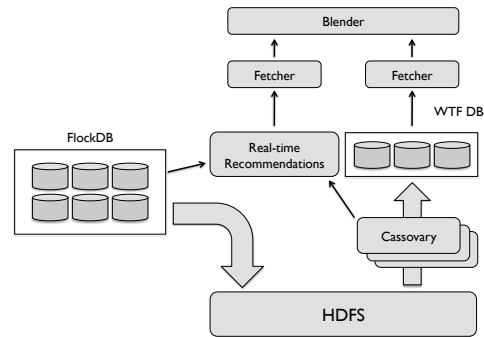 Blender
Fetcher
Fetcher
WTF DB
FlockDB
Real-time
Recommendations
Cassovary
HDFS